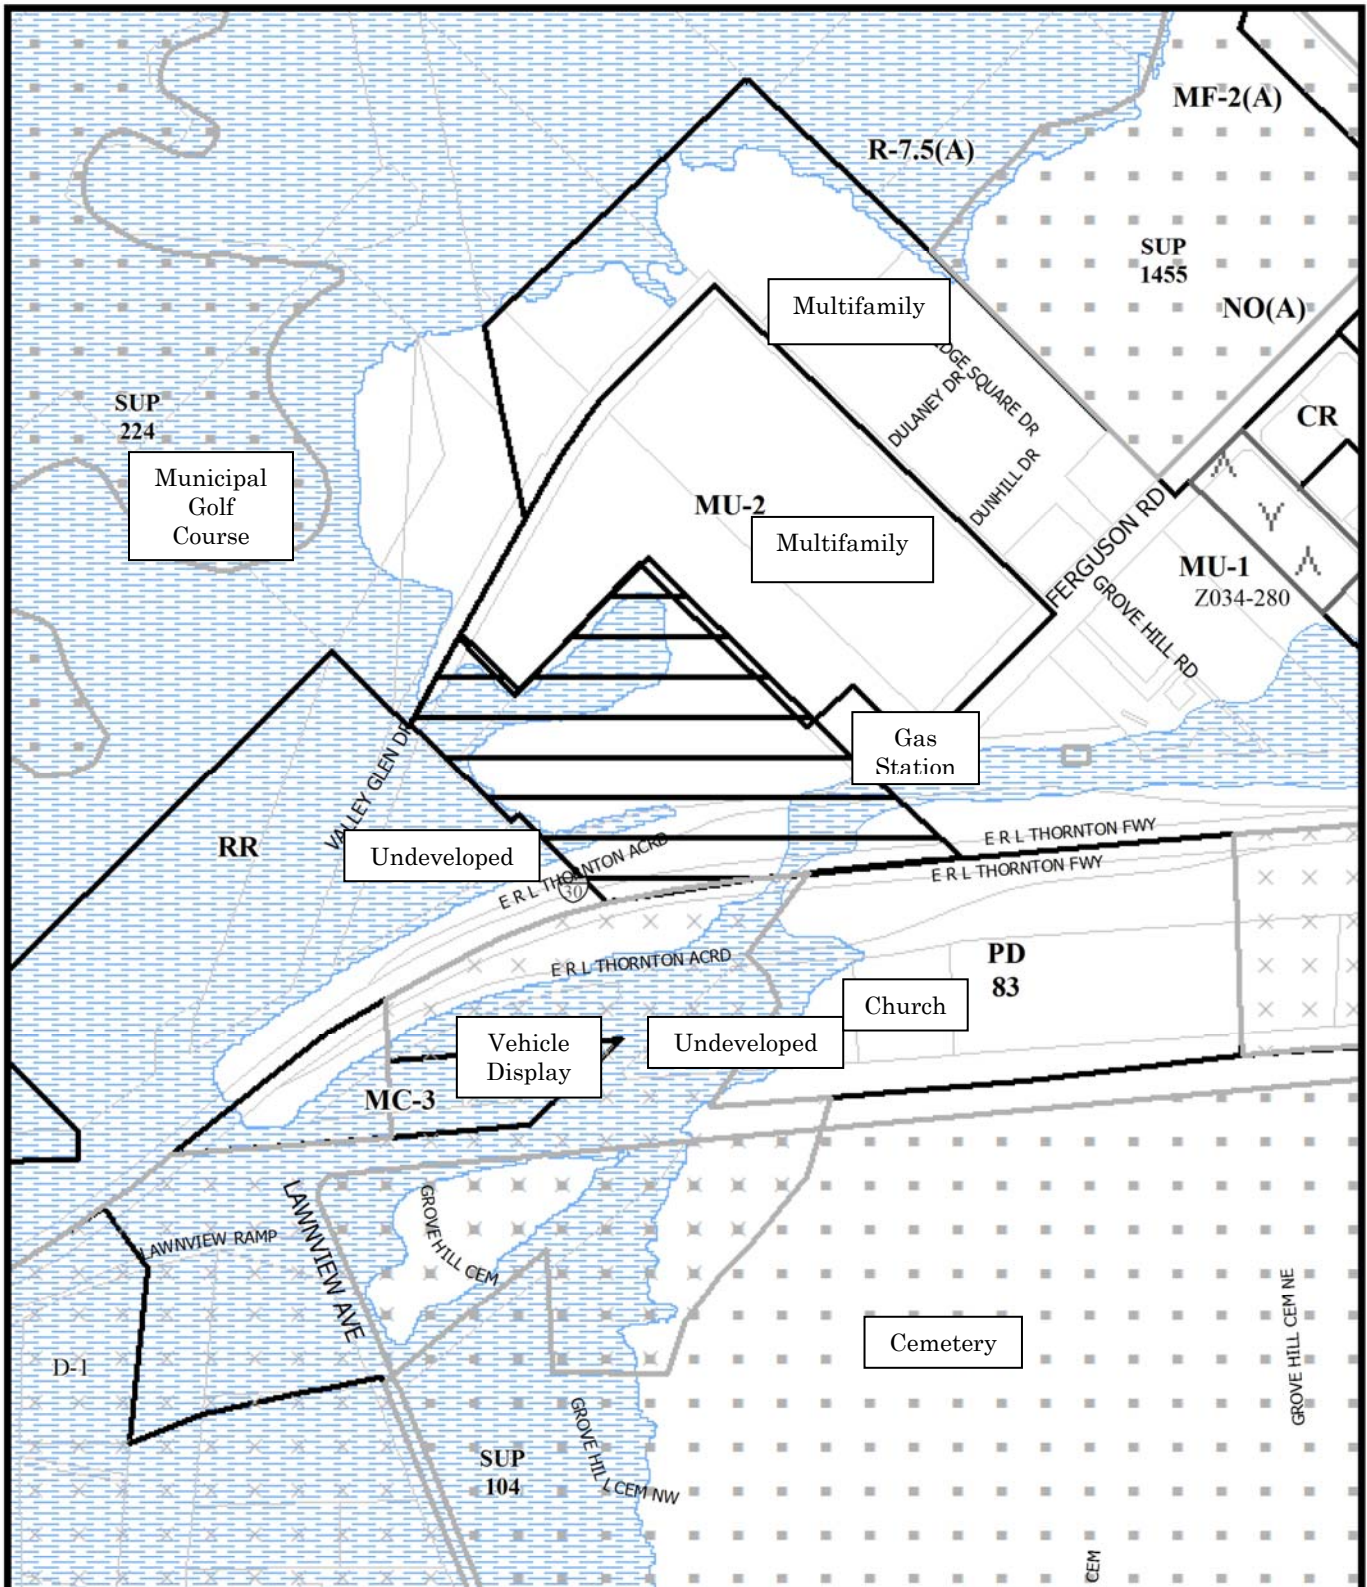 MF-2(A)
R-7.5(A)
SUP
1455
NO(A)
Multifamily
DULANEY DR
SQUARE DR
DUNHILL DR
CR
SUP
224
Municipal
Golf
Course
MU-2
Multifamily
FERGUSON RD
MU-1
Z034-280
GROVE HILL RD
Gas
Station
VALLEY GLEN DR
RR
Undeveloped
E R L THORNTON ACRD
30
E R L THORNTON FWY
E R L THORNTON FWY
E R L THORNTON ACRD
PD
83
Church
Vehicle
Display
Undeveloped
MC-3
LAWNVIEW RAMP
LAWNVIEW AVE
GROVE HILL CEM
Cemetery
GROVE HILL CEM NE
D-1
SUP
104
GROVE HILL CEM NW
CEM